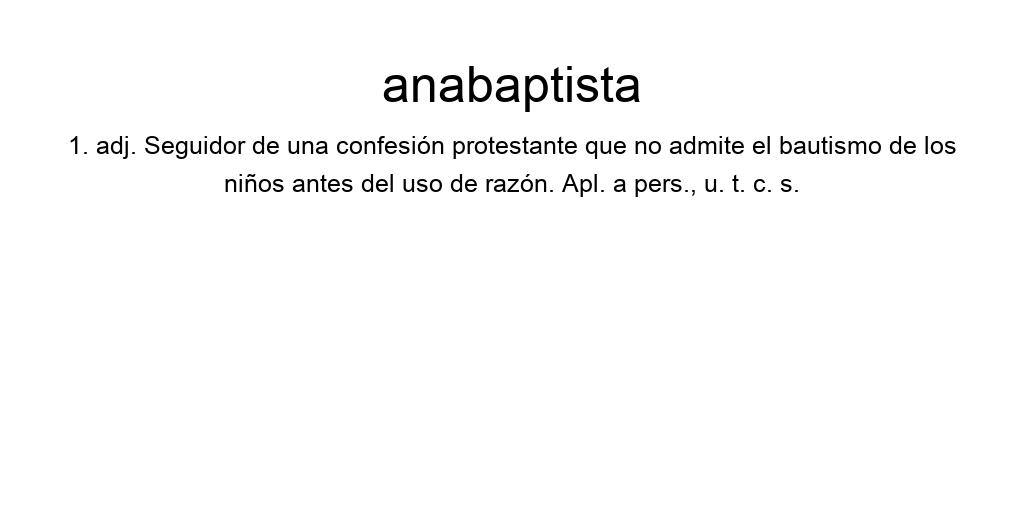 anabaptista
1. adj. Seguidor de una confesión protestante que no admite el bautismo de los
niños antes del uso de razón. Apl. a pers., u. t. c. s.